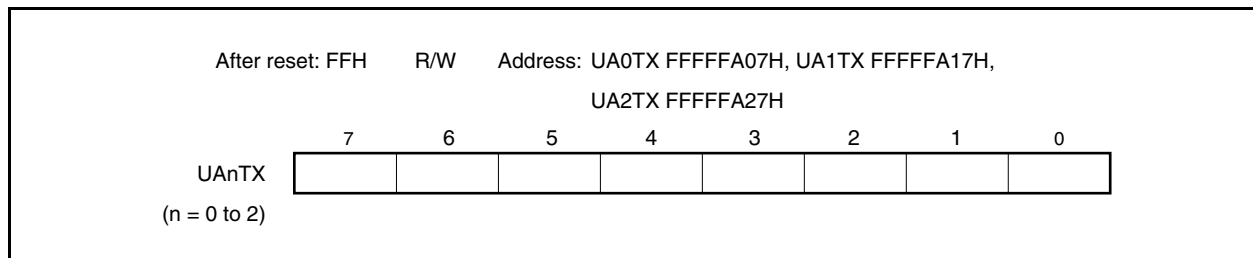 After reset: FFH R/W Address: UA0TX FFFFFA07H, UA1TX FFFFFA17H,
UA2TX FFFFFA27H
7 6 5 4 3 2 1 0
UAnTX
(n = 0 to 2)